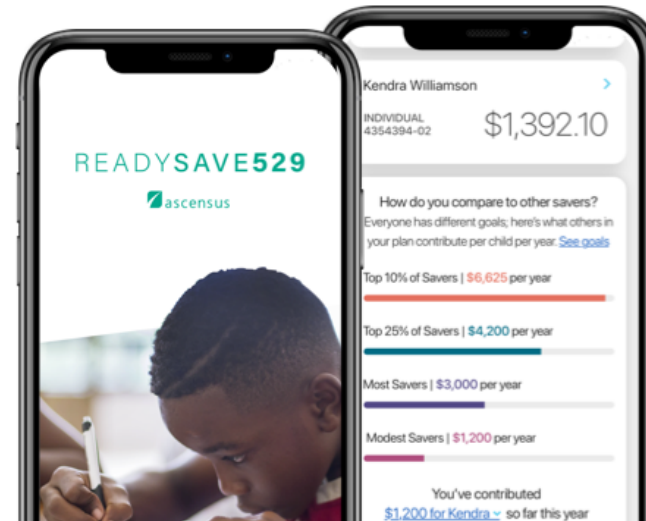 READYSAVE529
ascensus
Kendra Williamson
INDIVIDUAL
4354394-02
$1,392.10
How do you compare to other savers?
Everyone has different goals; here's what others in
your plan contribute per child per year. See goals
Top 10% of Savers | $6,625 per year
Top 25% of Savers | $4,200 per year
Most Savers | $3,000 per year
Modest Savers | $1,200 per year
You've contributed
$1,200 for Kendra so far this year